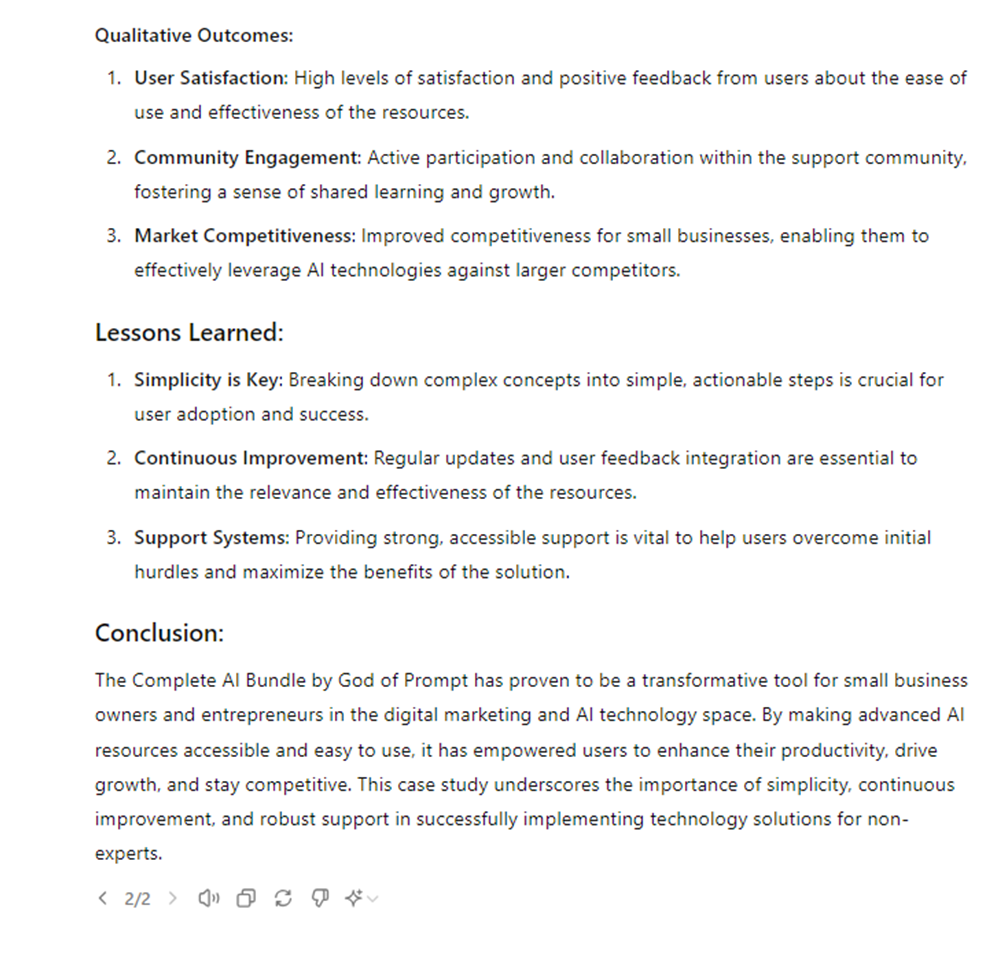 Qualitative Outcomes:
1. User Satisfaction: High levels of satisfaction and positive feedback from users about the ease of
use and effectiveness of the resources.
2. Community Engagement: Active participation and collaboration within the support community,
fostering a sense of shared learning and growth.
3. Market Competitiveness: Improved competitiveness for small businesses, enabling them to
effectively leverage AI technologies against larger competitors.
Lessons Learned:
1. Simplicity is Key: Breaking down complex concepts into simple, actionable steps is crucial for
user adoption and success.
2. Continuous Improvement: Regular updates and user feedback integration are essential to
maintain the relevance and effectiveness of the resources.
3. Support Systems: Providing strong, accessible support is vital to help users overcome initial
hurdles and maximize the benefits of the solution.
Conclusion:
The Complete AI Bundle by God of Prompt has proven to be a transformative tool for small business
owners and entrepreneurs in the digital marketing and AI technology space. By making advanced AI
resources accessible and easy to use, it has empowered users to enhance their productivity, drive
growth, and stay competitive. This case study underscores the importance of simplicity, continuous
improvement, and robust support in successfully implementing technology solutions for non-
experts.
2/2